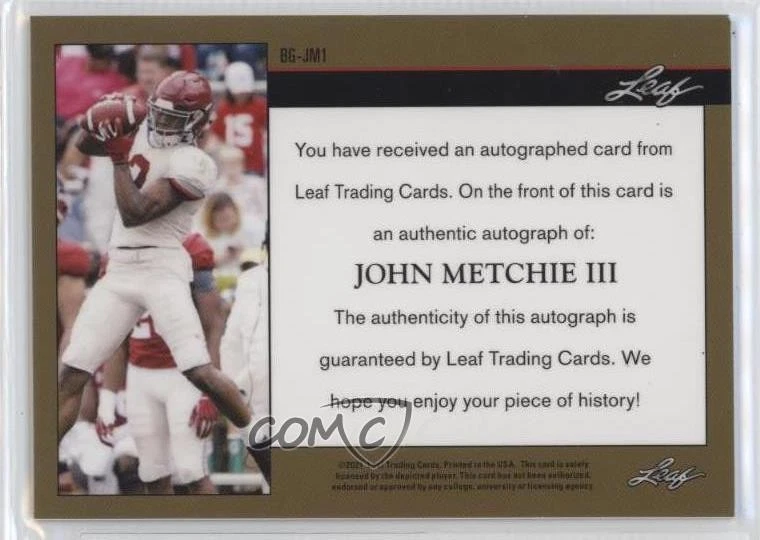 BG-JM1
Leaf
15
You have received an autographed card from
Leaf Trading Cards. On the front of this card is
an authentic autograph of:
JOHN METCHIE III
The authenticity of this autograph is
guaranteed by Leaf Trading Cards. We
hope you enjoy your piece of history!
COMC
©2021 Trading Cards. Printed in the U.S.A. This card is solely
licensed by the depicted player. This card has not been authorized,
endorsed or approved by any college, university or licensing agency.
Leaf